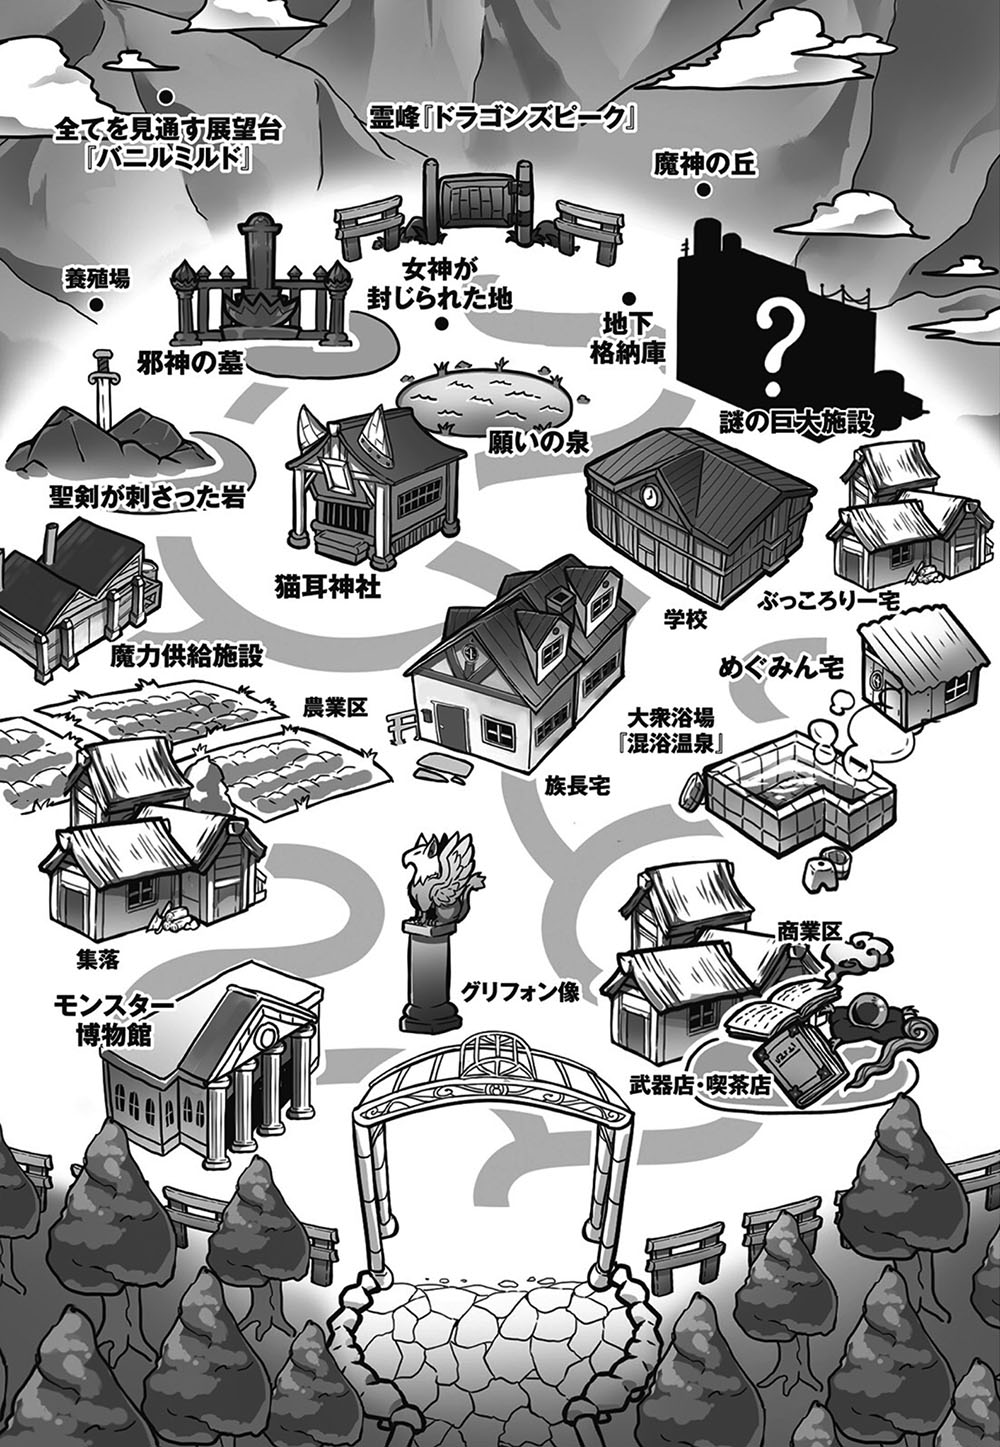 霊峰『ドラゴンズピーク』
全てを見通す展望台
『バニルミルド』
魔神の丘
養殖場
女神が
封じられた地
地下
格納庫
?
邪神の墓
謎の巨大施設
願いの泉
聖剣が刺さった岩
猫耳神社
学校
ぶっころりー宅
魔力供給施設
めぐみん宅
農業区
大衆浴場
『混浴温泉』
族長宅
商業区
集落
グリフォン像
モンスター
博物館
武器店・喫茶店